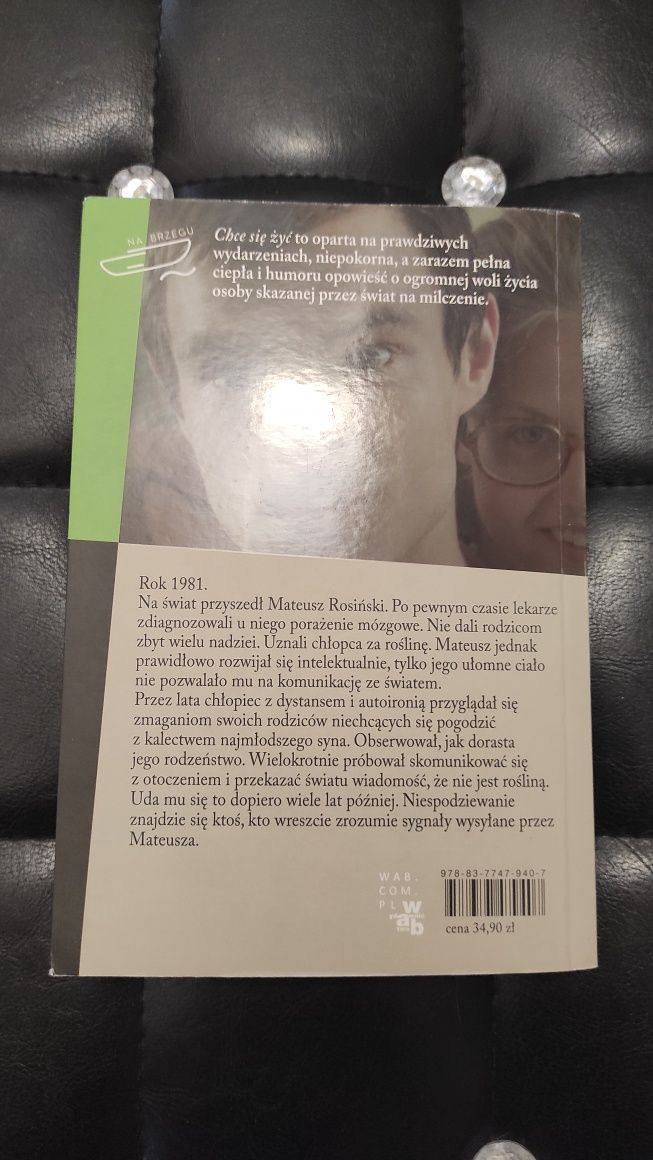 NA BRZEGU
Chce się żyć to oparta na prawdziwych
wydarzeniach, niepokorna, a zarazem pełna
ciepła i humoru opowieść o ogromnej woli życia
osoby skazanej przez świat na milczenie.
Rok 1981.
Na świat przyszedł Mateusz Rosiński. Po pewnym czasie lekarze
zdiagnozowali u niego porażenie mózgowe. Nie dali rodzicom
zbyt wielu nadziei. Uznali chłopca za roślinę. Mateusz jednak
prawidłowo rozwijał się intelektualnie, tylko jego ułomne ciało
nie pozwalało mu na komunikację ze światem.
Przez lata chłopiec z dystansem i autoironią przyglądał się
zmaganiom swoich rodziców niechcących się pogodzić
z kalectwem najmłodszego syna. Obserwował, jak dorasta
jego rodzeństwo. Wielokrotnie próbował skomunikować się
z otoczeniem i przekazać światu wiadomość, że nie jest rośliną.
Uda mu się to dopiero wiele lat później. Niespodziewanie
znajdzie się ktoś, kto wreszcie zrozumie sygnały wysyłane przez
Mateusza.
WAB.
COM.
PL
w
a
b
978-83-7747-940-7
cena 34,90 zł